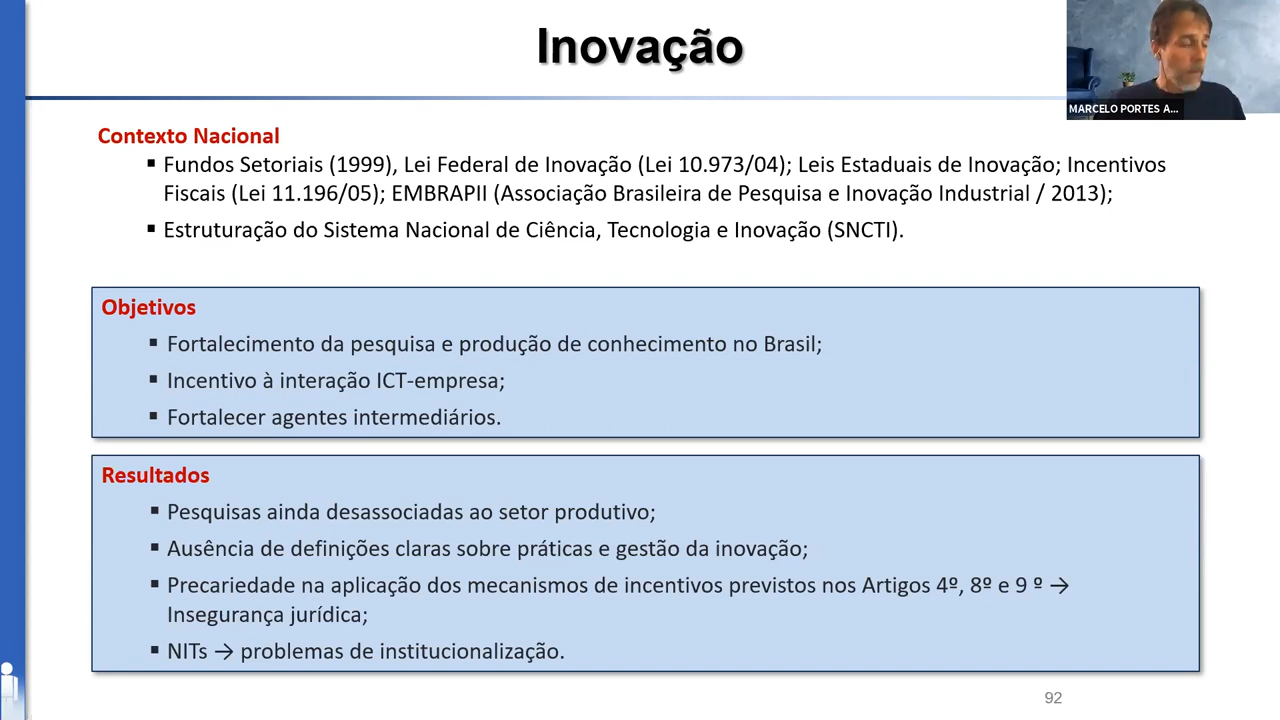 Inovação
MARCELO PORTES A...
Contexto Nacional
▪ Fundos Setoriais (1999), Lei Federal de Inovação (Lei 10.973/04); Leis Estaduais de Inovação; Incentivos
Fiscais (Lei 11.196/05); EMBRAPII (Associação Brasileira de Pesquisa e Inovação Industrial / 2013);
▪ Estruturação do Sistema Nacional de Ciência, Tecnologia e Inovação (SNCTI).
Objetivos
▪ Fortalecimento da pesquisa e produção de conhecimento no Brasil;
▪ Incentivo à interação ICT-empresa;
▪ Fortalecer agentes intermediários.
Resultados
▪ Pesquisas ainda desassociadas ao setor produtivo;
▪ Ausência de definições claras sobre práticas e gestão da inovação;
▪ Precariedade na aplicação dos mecanismos de incentivos previstos nos Artigos 4º, 8º e 9 º →
Insegurança jurídica;
▪ NITs → problemas de institucionalização.
92